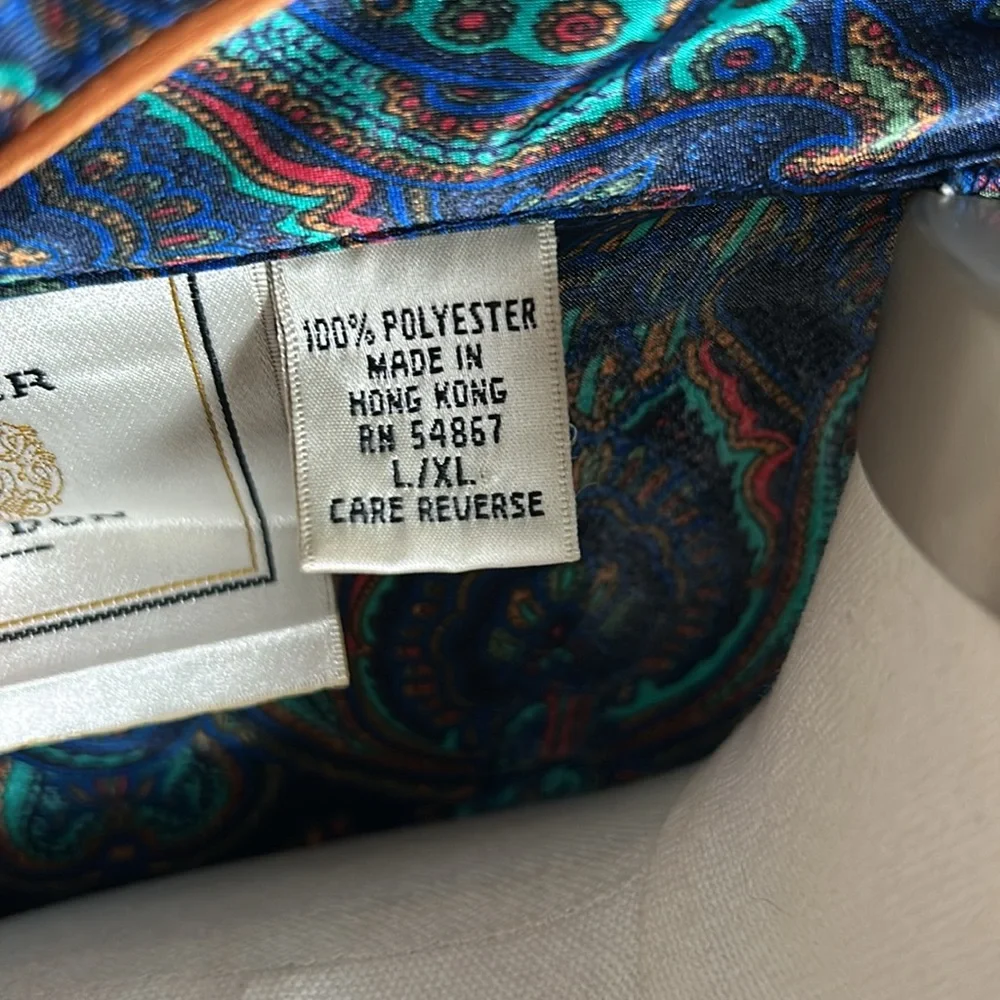 100% POLYESTER
MADE IN
HONG KONG
RN 54867
L/XL
CARE REVERSE